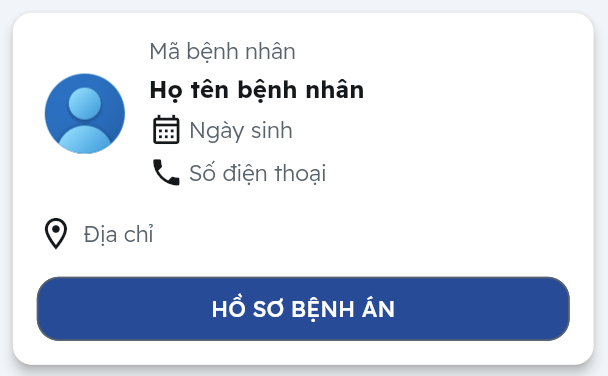 Mã bệnh nhân
Họ tên bệnh nhân
Ngày sinh
Số điện thoại
Địa chỉ
HỒ SƠ BỆNH ÁN